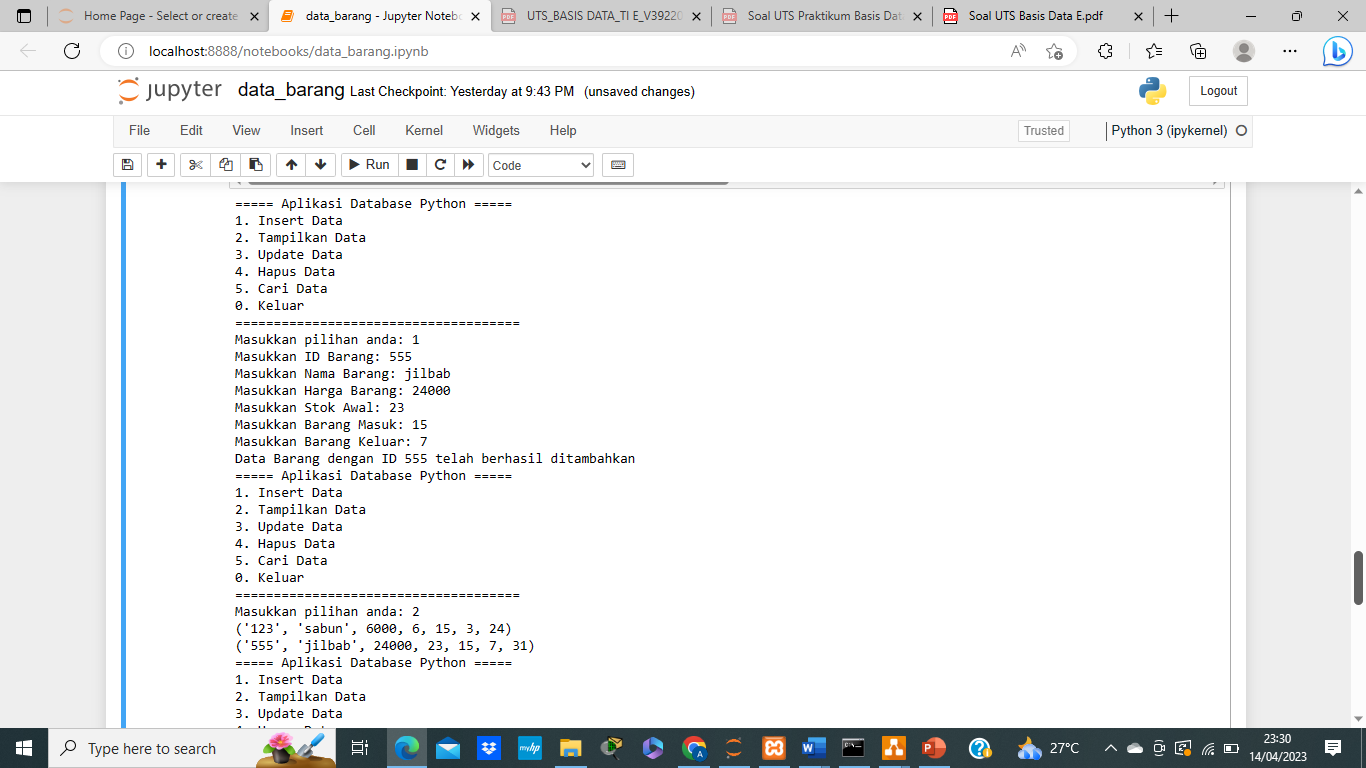 Home Page - Select or create
data_barang - Jupyter Notebo
UTS_BASIS DATA_TI E_V39220
Soal UTS Praktikum Basis Dat
Soal UTS Basis Data E.pdf
localhost:8888/notebooks/data_barang.ipynb
jupyter data_barang Last Checkpoint: Yesterday at 9:43 PM (unsaved changes) Logout
File Edit View Insert Cell Kernel Widgets Help Trusted Python 3 (ipykernel)
Run Code
===== Aplikasi Database Python =====
1. Insert Data
2. Tampilkan Data
3. Update Data
4. Hapus Data
5. Cari Data
0. Keluar
=====================================
Masukkan pilihan anda: 1
Masukkan ID Barang: 555
Masukkan Nama Barang: jilbab
Masukkan Harga Barang: 24000
Masukkan Stok Awal: 23
Masukkan Barang Masuk: 15
Masukkan Barang Keluar: 7
Data Barang dengan ID 555 telah berhasil ditambahkan
===== Aplikasi Database Python =====
1. Insert Data
2. Tampilkan Data
3. Update Data
4. Hapus Data
5. Cari Data
0. Keluar
=====================================
Masukkan pilihan anda: 2
('123', 'sabun', 6000, 6, 15, 3, 24)
('555', 'jilbab', 24000, 23, 15, 7, 31)
===== Aplikasi Database Python =====
1. Insert Data
2. Tampilkan Data
3. Update Data
Type here to search
27°C
23:30
14/04/2023